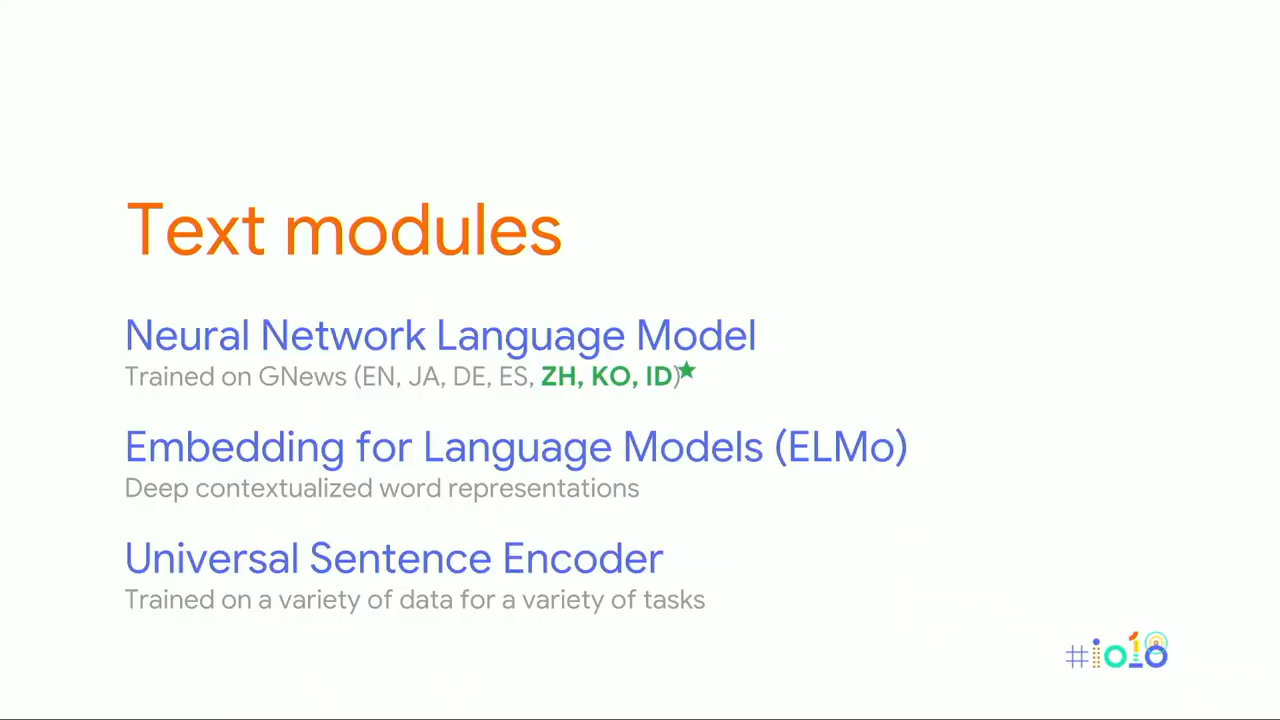 Text modules
Neural Network Language Model
Trained on GNews (EN, JA, DE, ES, ZH, KO, ID)★
Embedding for Language Models (ELMo)
Deep contextualized word representations
Universal Sentence Encoder
Trained on a variety of data for a variety of tasks
#io18